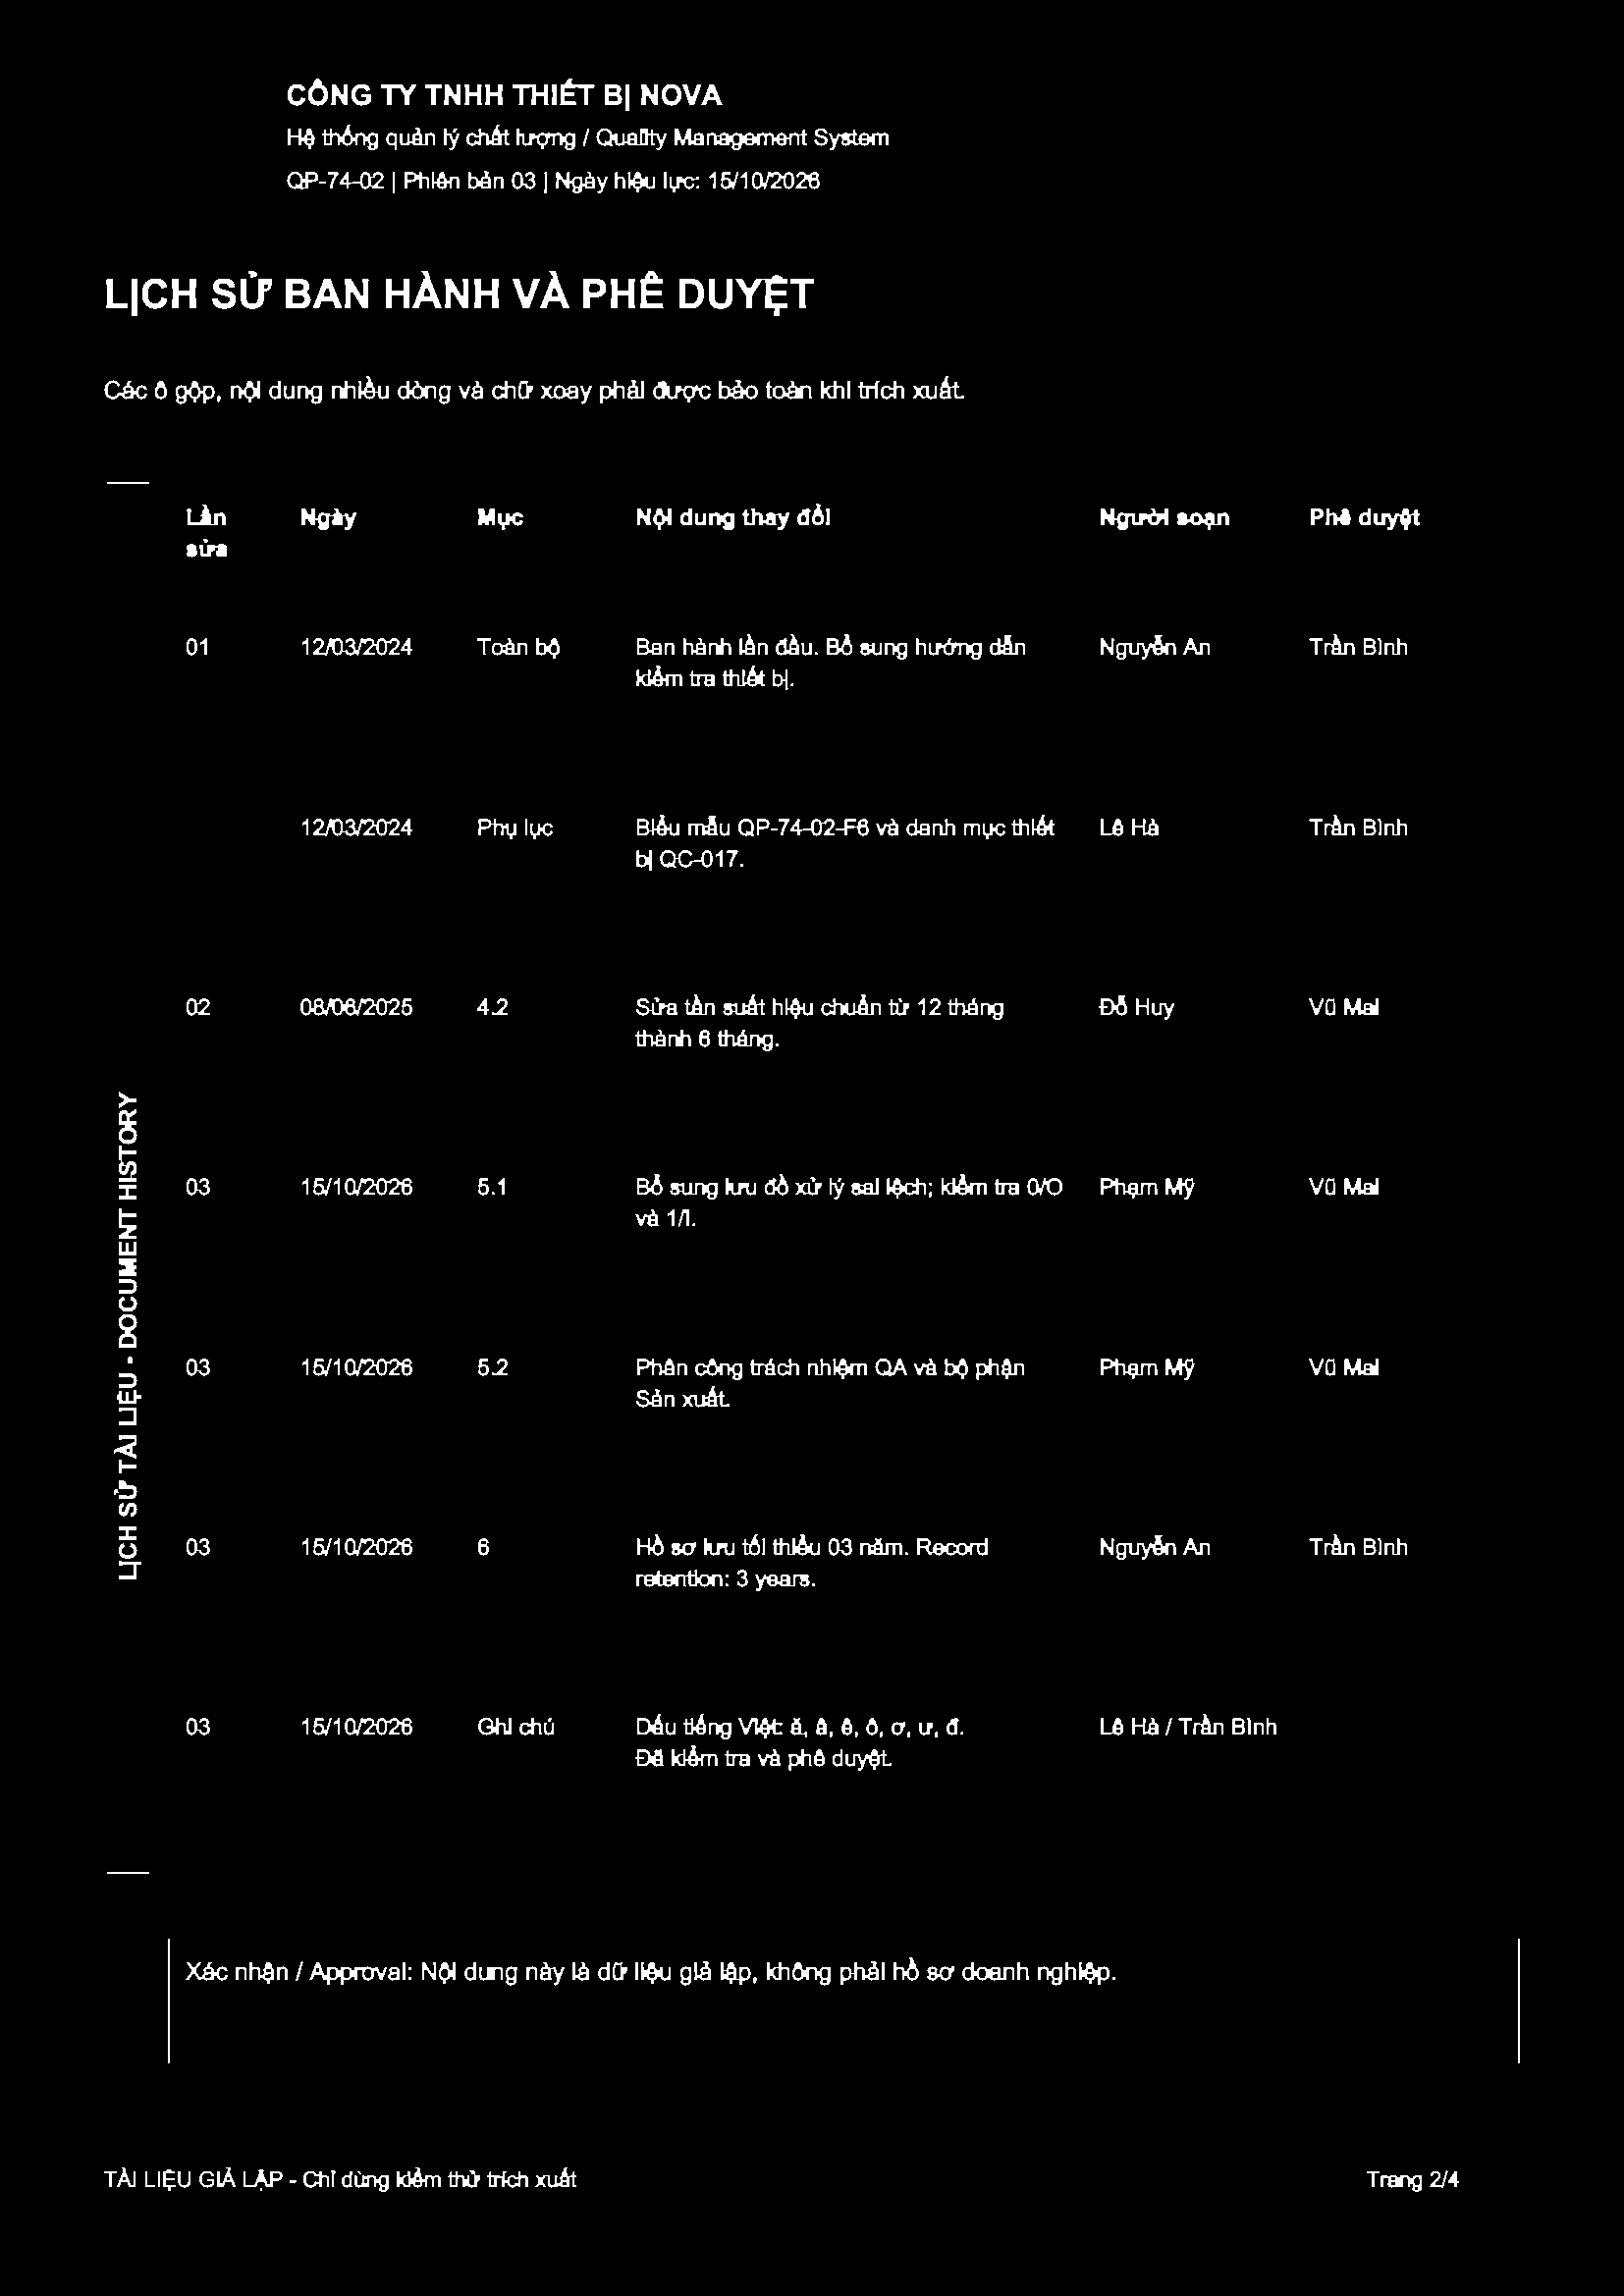 CÔNG TY TNHH THIẾT BỊ NOVA
Hệ thống quản lý chất lượng / Quality Management System
QP-74-02 | Phiên bản 03 | Ngày hiệu lực: 15/10/2026
LỊCH SỬ BAN HÀNH VÀ PHÊ DUYỆT
Các ô gộp, nội dung nhiều dòng và chữ xoay phải được bảo toàn khi trích xuất.
LỊCH SỬ TÀI LIỆU - DOCUMENT HISTORY
Lần Ngày Mục Nội dung thay đổi Người soạn Phê duyệt
sửa
01 12/03/2024 Toàn bộ Ban hành lần đầu. Bổ sung hướng dẫn Nguyễn An Trần Bình
kiểm tra thiết bị.
12/03/2024 Phụ lục Biểu mẫu QP-74-02-F6 và danh mục thiết Lê Hà Trần Bình
bị QC-017.
02 08/06/2025 4.2 Sửa tần suất hiệu chuẩn từ 12 tháng Đỗ Huy Vũ Mai
thành 6 tháng.
03 15/10/2026 5.1 Bổ sung lưu đồ xử lý sai lệch; kiểm tra 0/O Phạm Mỹ Vũ Mai
và 1/l.
03 15/10/2026 5.2 Phân công trách nhiệm QA và bộ phận Phạm Mỹ Vũ Mai
Sản xuất.
03 15/10/2026 6 Hồ sơ lưu tối thiểu 03 năm. Record Nguyễn An Trần Bình
retention: 3 years.
03 15/10/2026 Ghi chú Dấu tiếng Việt: ă, â, ê, ô, ơ, ư, đ. Lê Hà / Trần Bình
Đã kiểm tra và phê duyệt.
Xác nhận / Approval: Nội dung này là dữ liệu giả lập, không phải hồ sơ doanh nghiệp.
TÀI LIỆU GIẢ LẬP - Chỉ dùng kiểm thử trích xuất Trang 2/4